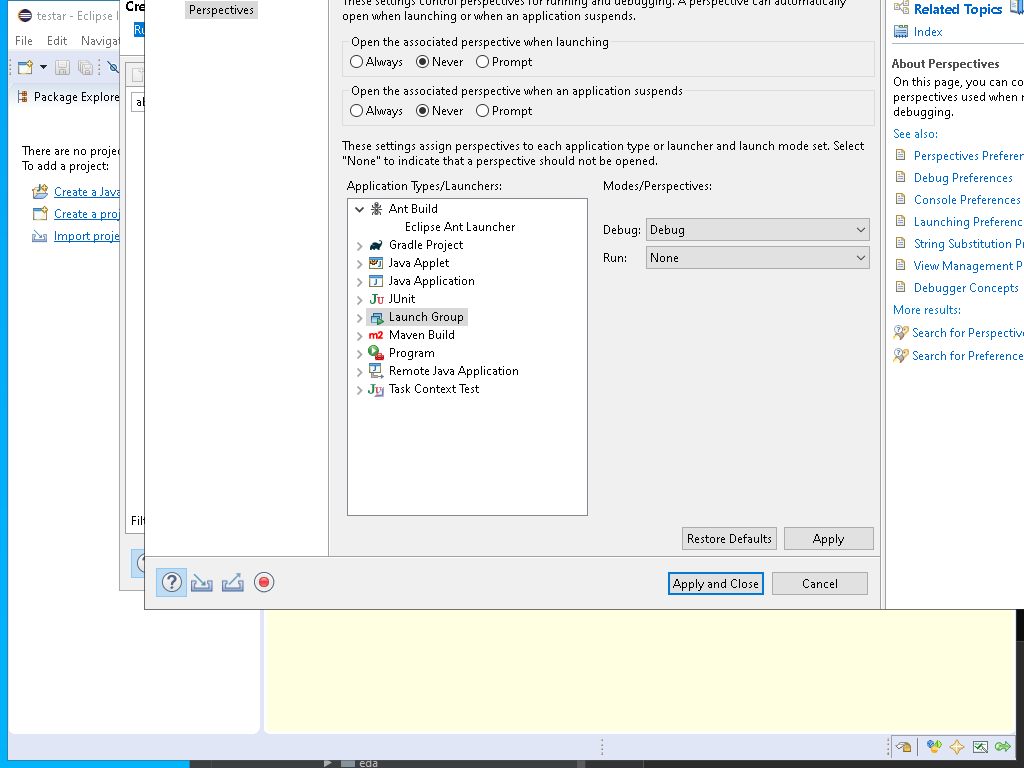 testar - Eclipse I
File Edit Navigat
Package Explore
There are no projec
To add a project:
Create a Java
Create a proj
Import proje
Cre
Ru
al
Filt
Perspectives
These settings control perspectives for running and debugging. A perspective can automatically
open when launching or when an application suspends.
Open the associated perspective when launching
Always Never Prompt
Open the associated perspective when an application suspends
Always Never Prompt
These settings assign perspectives to each application type or launcher and launch mode set. Select
"None" to indicate that a perspective should not be opened.
Application Types/Launchers:
Ant Build
Eclipse Ant Launcher
Gradle Project
Java Applet
Java Application
JUnit
Launch Group
m2 Maven Build
Program
Remote Java Application
Task Context Test
Modes/Perspectives:
Debug: Debug
Run: None
Restore Defaults Apply
Apply and Close Cancel
Related Topics
Index
About Perspectives
On this page, you can co
perspectives used when r
debugging.
See also:
Perspectives Preferen
Debug Preferences
Console Preferences
Launching Preferenc
String Substitution Pr
View Management P
Debugger Concepts
More results:
Search for Perspective
Search for Preference
eda